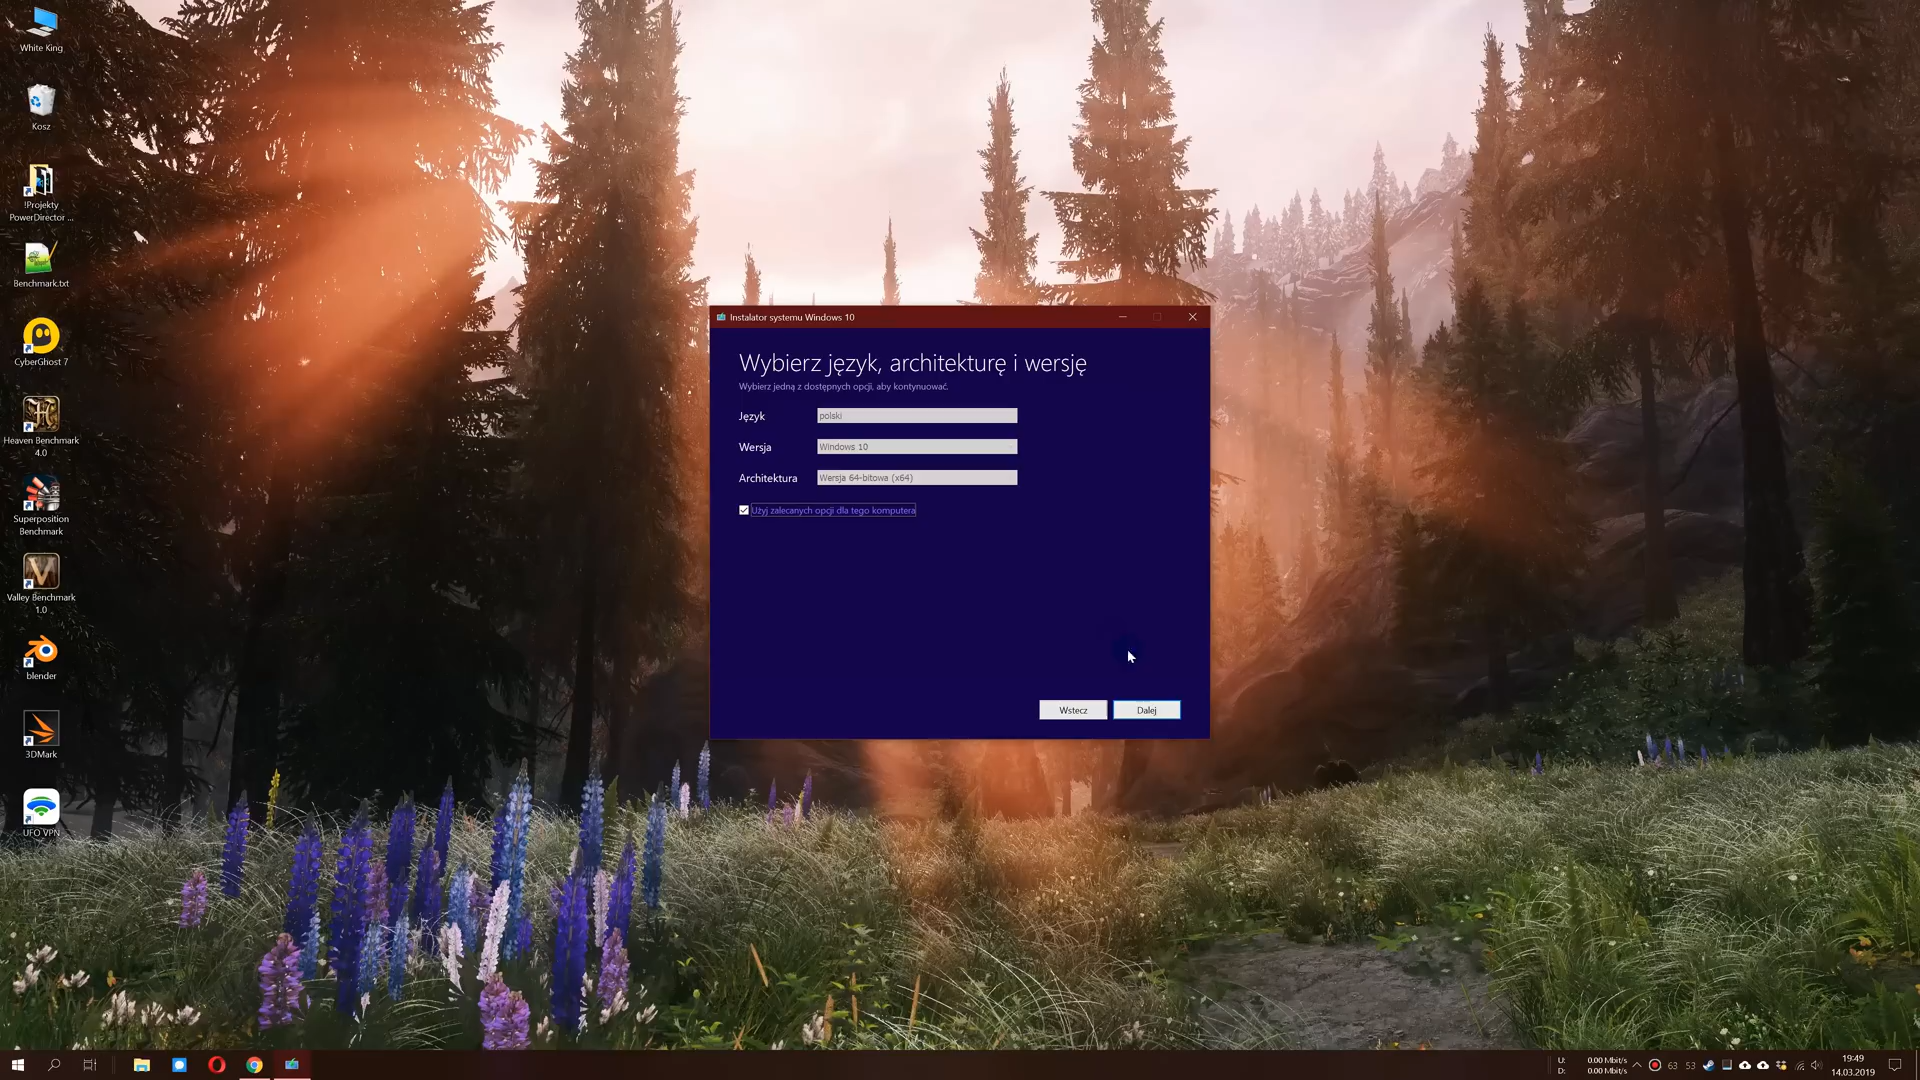 White King
Kosz
!Projekty
PowerDirector ...
Benchmark.txt
CyberGhost 7
Heaven Benchmark
4.0
Superposition
Benchmark
Valley Benchmark
1.0
blender
3DMark
UFO VPN
Instalator systemu Windows 10
Wybierz język, architekturę i wersję
Wybierz jedną z dostępnych opcji, aby kontynuować.
Język
polski
Wersja
Windows 10
Architektura
Wersja 64-bitowa (x64)
Użyj zalecanych opcji dla tego komputera
Wstecz
Dalej
U: 0.00 Mbit/s
D: 0.00 Mbit/s
63 53
19:49
14.03.2019